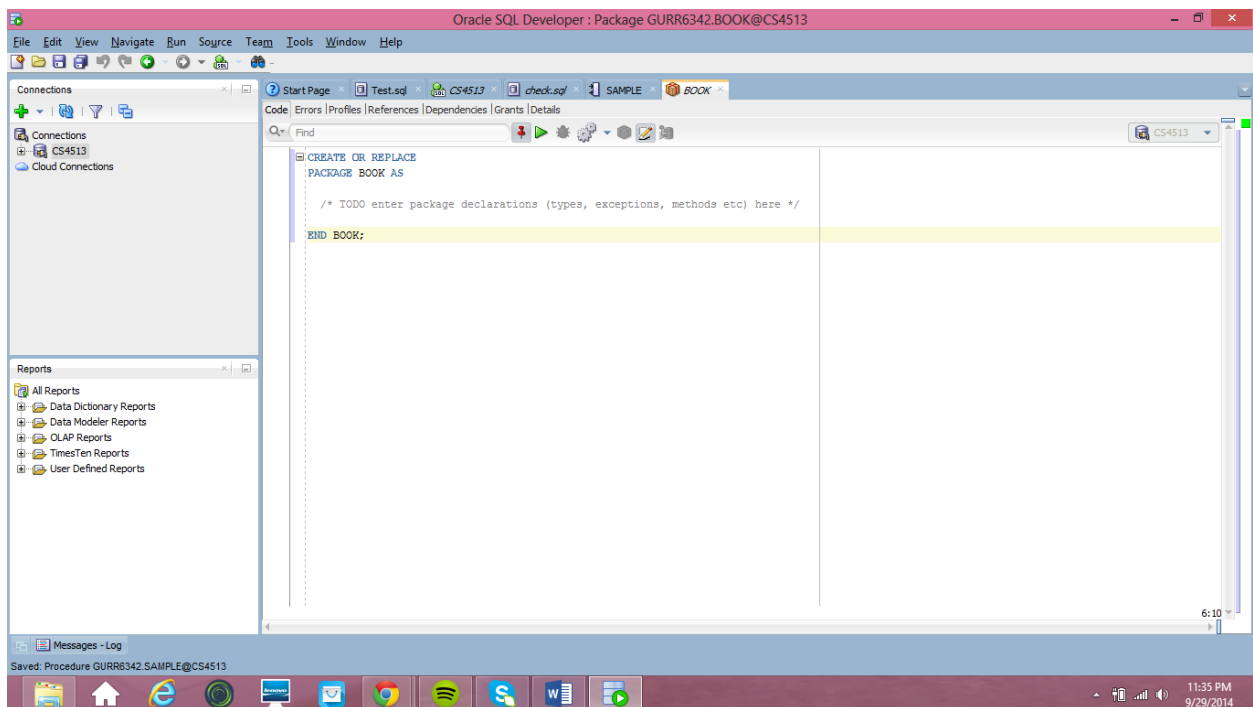 Oracle SQL Developer : Package GURR6342.BOOK@CS4513
File Edit View Navigate Run Source Team Tools Window Help
Connections
Connections
CS4513
Cloud Connections
Reports
All Reports
Data Dictionary Reports
Data Modeler Reports
OLAP Reports
TimesTen Reports
User Defined Reports
Start Page Test.sql CS4513 check.sql SAMPLE BOOK
Code Errors |Profiles |References |Dependencies |Grants |Details
Find CS4513
CREATE OR REPLACE
PACKAGE BOOK AS
/* TODO enter package declarations (types, exceptions, methods etc) here */
END BOOK;
6:10
Messages - Log
Saved: Procedure GURR6342.SAMPLE@CS4513
lenovo
11:35 PM
9/29/2014